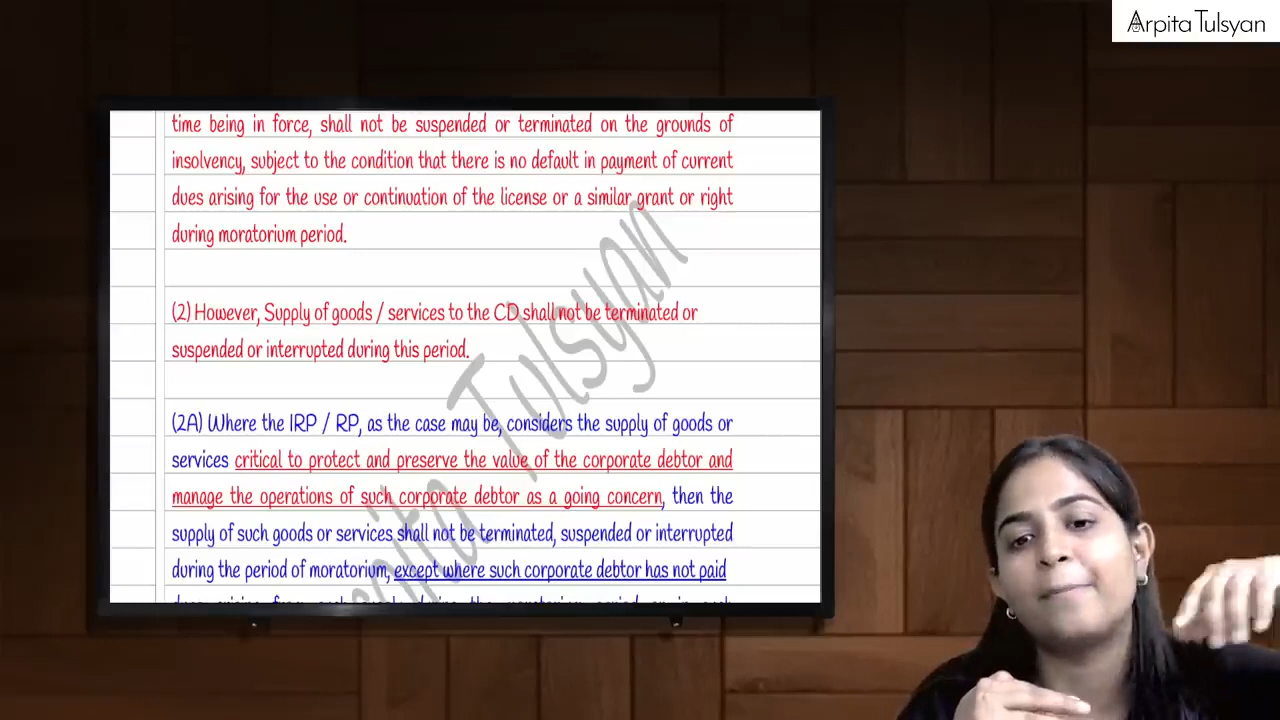 Arpita Tulsyan
time being in force, shall not be suspended or terminated on the grounds of
insolvency, subject to the condition that there is no default in payment of current
dues arising for the use or continuation of the license or a similar grant or right
during moratorium period.
(2) However, Supply of goods / services to the CD shall not be terminated or
suspended or interrupted during this period.
(2A) Where the IRP / RP, as the case may be, considers the supply of goods or
services critical to protect and preserve the value of the corporate debtor and
manage the operations of such corporate debtor as a going concern, then the
supply of such goods or services shall not be terminated, suspended or interrupted
during the period of moratorium, except where such corporate debtor has not paid